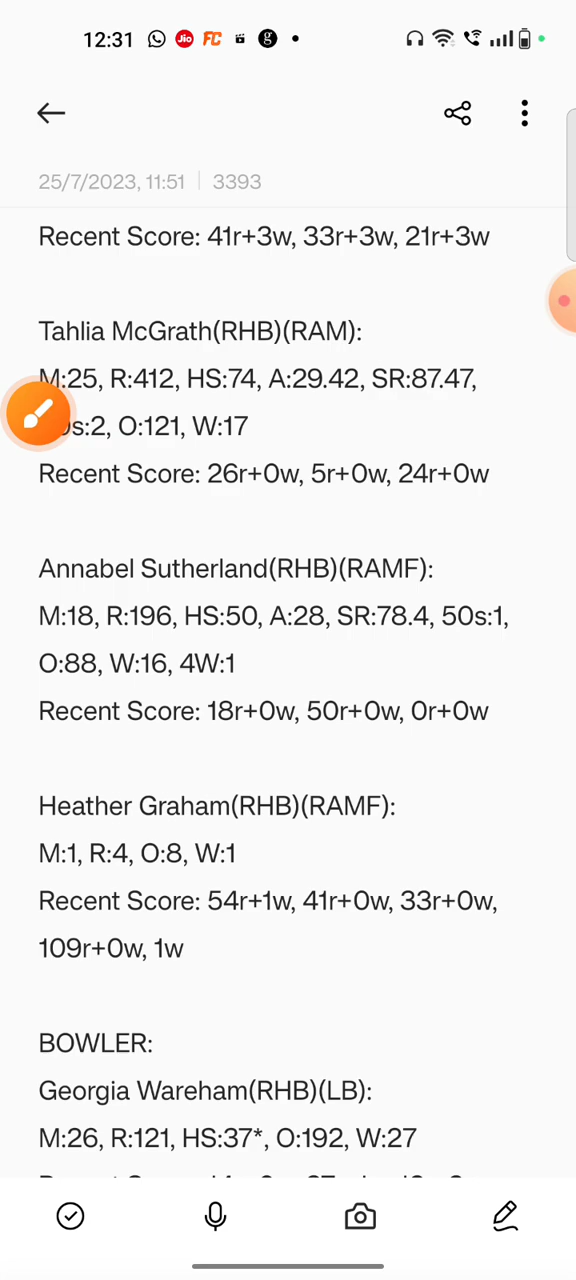 12:31
Jio
FC
g
25/7/2023, 11:51 | 3393
Recent Score: 41r+3w, 33r+3w, 21r+3w
Tahlia McGrath(RHB)(RAM):
M:25, R:412, HS:74, A:29.42, SR:87.47,
s:2, O:121, W:17
Recent Score: 26r+0w, 5r+0w, 24r+0w
Annabel Sutherland(RHB)(RAMF):
M:18, R:196, HS:50, A:28, SR:78.4, 50s:1,
O:88, W:16, 4W:1
Recent Score: 18r+0w, 50r+0w, 0r+0w
Heather Graham(RHB)(RAMF):
M:1, R:4, O:8, W:1
Recent Score: 54r+1w, 41r+0w, 33r+0w,
109r+0w, 1w
BOWLER:
Georgia Wareham(RHB)(LB):
M:26, R:121, HS:37*, O:192, W:27